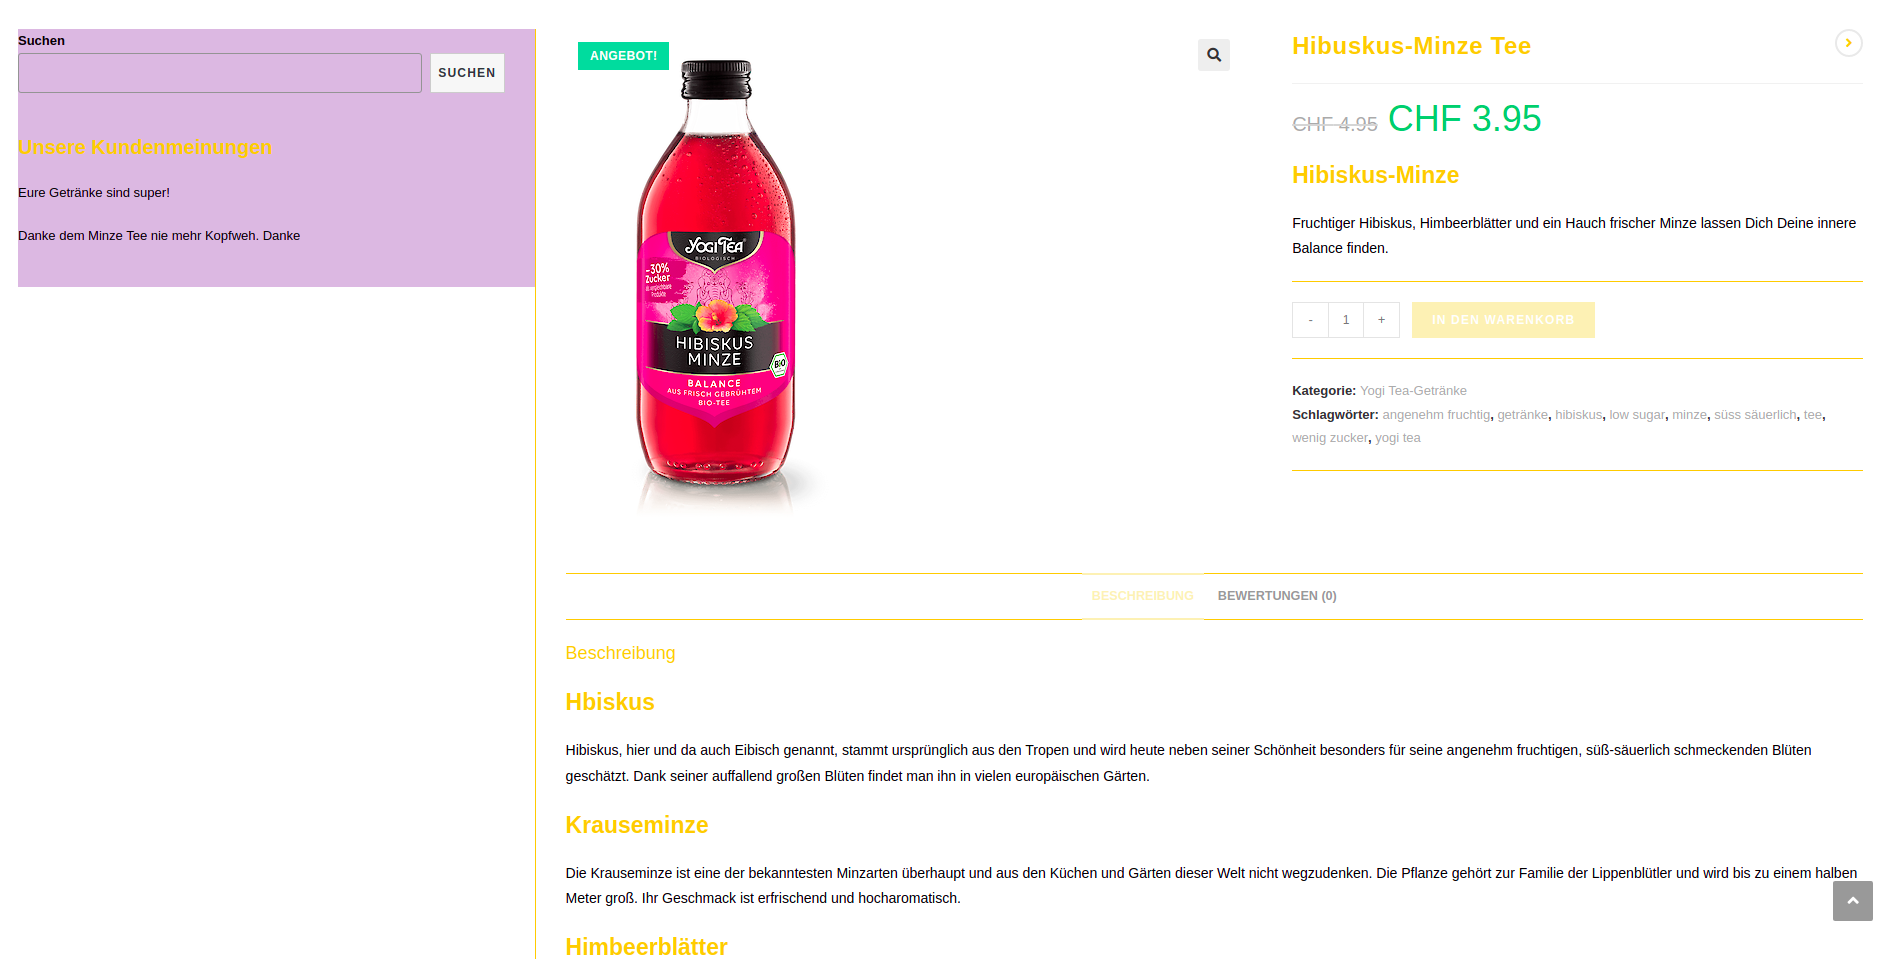 Suchen
SUCHEN
Unsere Kundenmeinungen
Eure Getränke sind super!
Danke dem Minze Tee nie mehr Kopfweh. Danke
ANGEBOT!
YOGI TEA
BIOLOGISCH
-30%
Zucker
Produkte
HIBISKUS
MINZE
BIO
BALANCE
AUS FRISCH GEBRÜHTEM
BIO-TEE
Hibuskus-Minze Tee
CHF 4.95 CHF 3.95
Hibiskus-Minze
Fruchtiger Hibiskus, Himbeerblätter und ein Hauch frischer Minze lassen Dich Deine innere
Balance finden.
- 1 + IN DEN WARENKORB
Kategorie: Yogi Tea-Getränke
Schlagwörter: angenehm fruchtig, getränke, hibiskus, low sugar, minze, süss säuerlich, tee,
wenig zucker, yogi tea
BESCHREIBUNG BEWERTUNGEN (0)
Beschreibung
Hbiskus
Hibiskus, hier und da auch Eibisch genannt, stammt ursprünglich aus den Tropen und wird heute neben seiner Schönheit besonders für seine angenehm fruchtigen, süß-säuerlich schmeckenden Blüten
geschätzt. Dank seiner auffallend großen Blüten findet man ihn in vielen europäischen Gärten.
Krauseminze
Die Krauseminze ist eine der bekanntesten Minzarten überhaupt und aus den Küchen und Gärten dieser Welt nicht wegzudenken. Die Pflanze gehört zur Familie der Lippenblütler und wird bis zu einem halben
Meter groß. Ihr Geschmack ist erfrischend und hocharomatisch.
Himbeerblätter